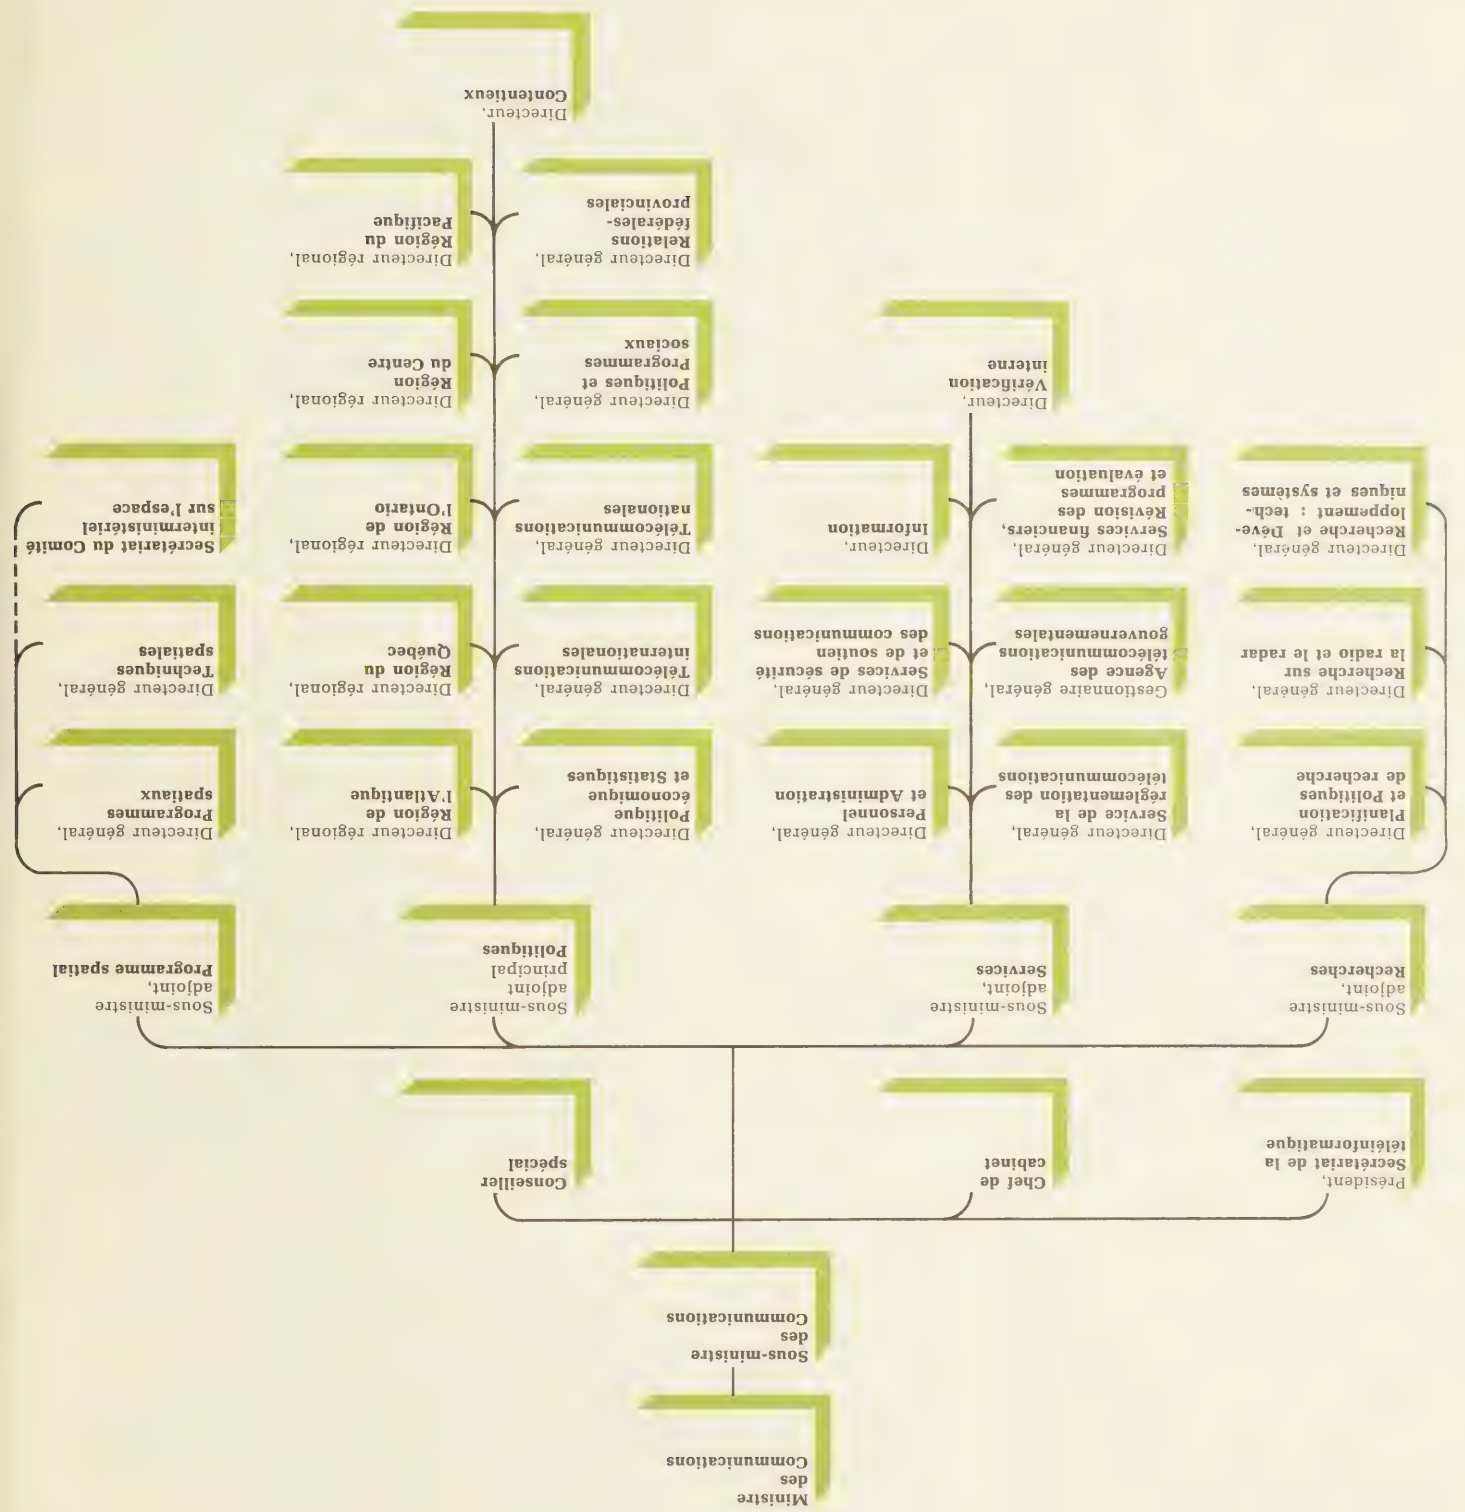 Ministre
des
Communications
Sous-ministre
des
Communications
Président,
Secrétariat de la
téléinformatique
Chef de
cabinet
Conseiller
spécial
Sous-ministre
adjoint,
Recherches
Sous-ministre
adjoint,
Services
Sous-ministre
adjoint
principal
Politiques
Sous-ministre
adjoint,
Programme spatial
Directeur général,
Planification
et Politiques
de recherche
Directeur général,
Service de la
réglementation des
télécommunications
Directeur général,
Personnel
et Administration
Directeur général,
Politique
économique
et Statistiques
Directeur régional,
Région de
l'Atlantique
Directeur général,
Programmes
spatiaux
Directeur général,
Recherche sur
la radio et le radar
Gestionnaire général,
Agence des
télécommunications
gouvernementales
Directeur général,
Services de sécurité
et de soutien
des communications
Directeur général,
Télécommunications
internationales
Directeur régional,
Région du
Québec
Directeur général,
Techniques
spatiales
Directeur général,
Recherche et Déve-
loppement : tech-
niques et systèmes
Directeur général,
Services financiers,
Révision des
programmes
et évaluation
Directeur,
Information
Directeur général,
Télécommunications
nationales
Directeur régional,
Région de
l'Ontario
Secrétariat du Comité
interministériel
sur l'espace
Directeur,
Vérification
interne
Directeur général,
Politiques et
Programmes
sociaux
Directeur régional,
Région
du Centre
Directeur général,
Relations
fédérales-
provinciales
Directeur régional,
Région du
Pacifique
Directeur,
Contentieux